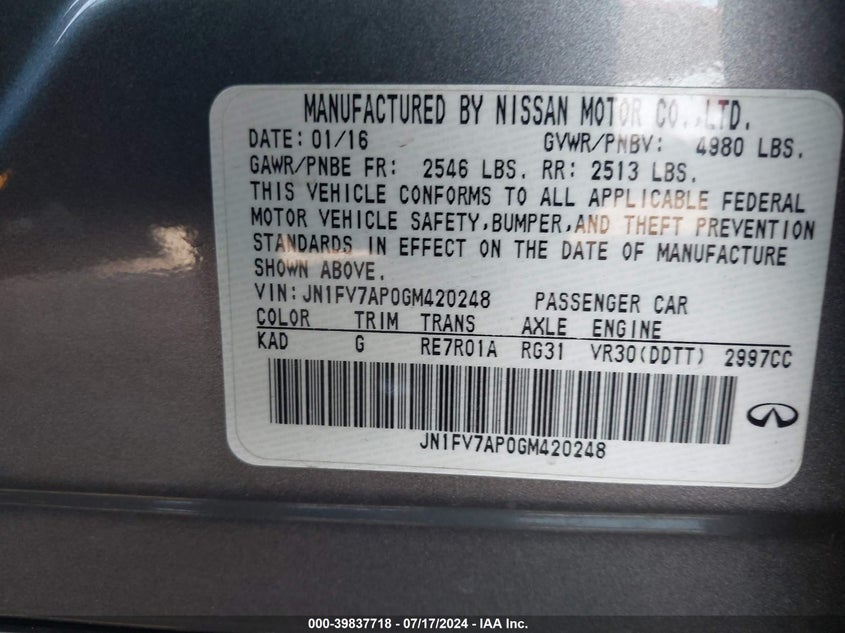 MANUFACTURED BY NISSAN MOTOR CO.,LTD.
DATE: 01/16 GVWR/PNBV: 4980 LBS.
GAWR/PNBE FR: 2546 LBS. RR: 2513 LBS.
THIS VEHICLE CONFORMS TO ALL APPLICABLE FEDERAL
MOTOR VEHICLE SAFETY,BUMPER,AND THEFT PREVENTION
STANDARDS IN EFFECT ON THE DATE OF MANUFACTURE
SHOWN ABOVE.
VIN: JN1FV7AP0GM420248 PASSENGER CAR
COLOR TRIM TRANS AXLE ENGINE
KAD G RE7R01A RG31 VR30(DDTT) 2997CC
JN1FV7AP0GM420248
000-39837718 - 07/17/2024 - IAA Inc.